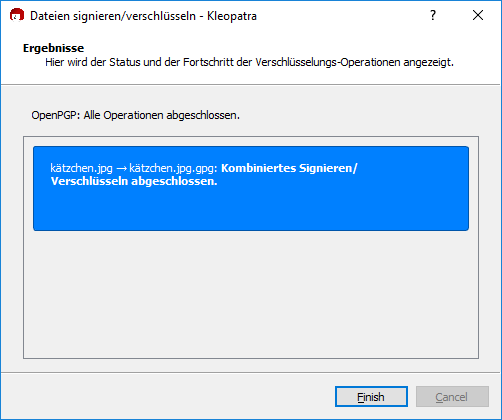 Dateien signieren/verschlüsseln - Kleopatra
Ergebnisse
Hier wird der Status und der Fortschritt der Verschlüsselungs-Operationen angezeigt.
OpenPGP: Alle Operationen abgeschlossen.
kätzchen.jpg → kätzchen.jpg.gpg: Kombiniertes Signieren/
Verschlüsseln abgeschlossen.
Finish
Cancel